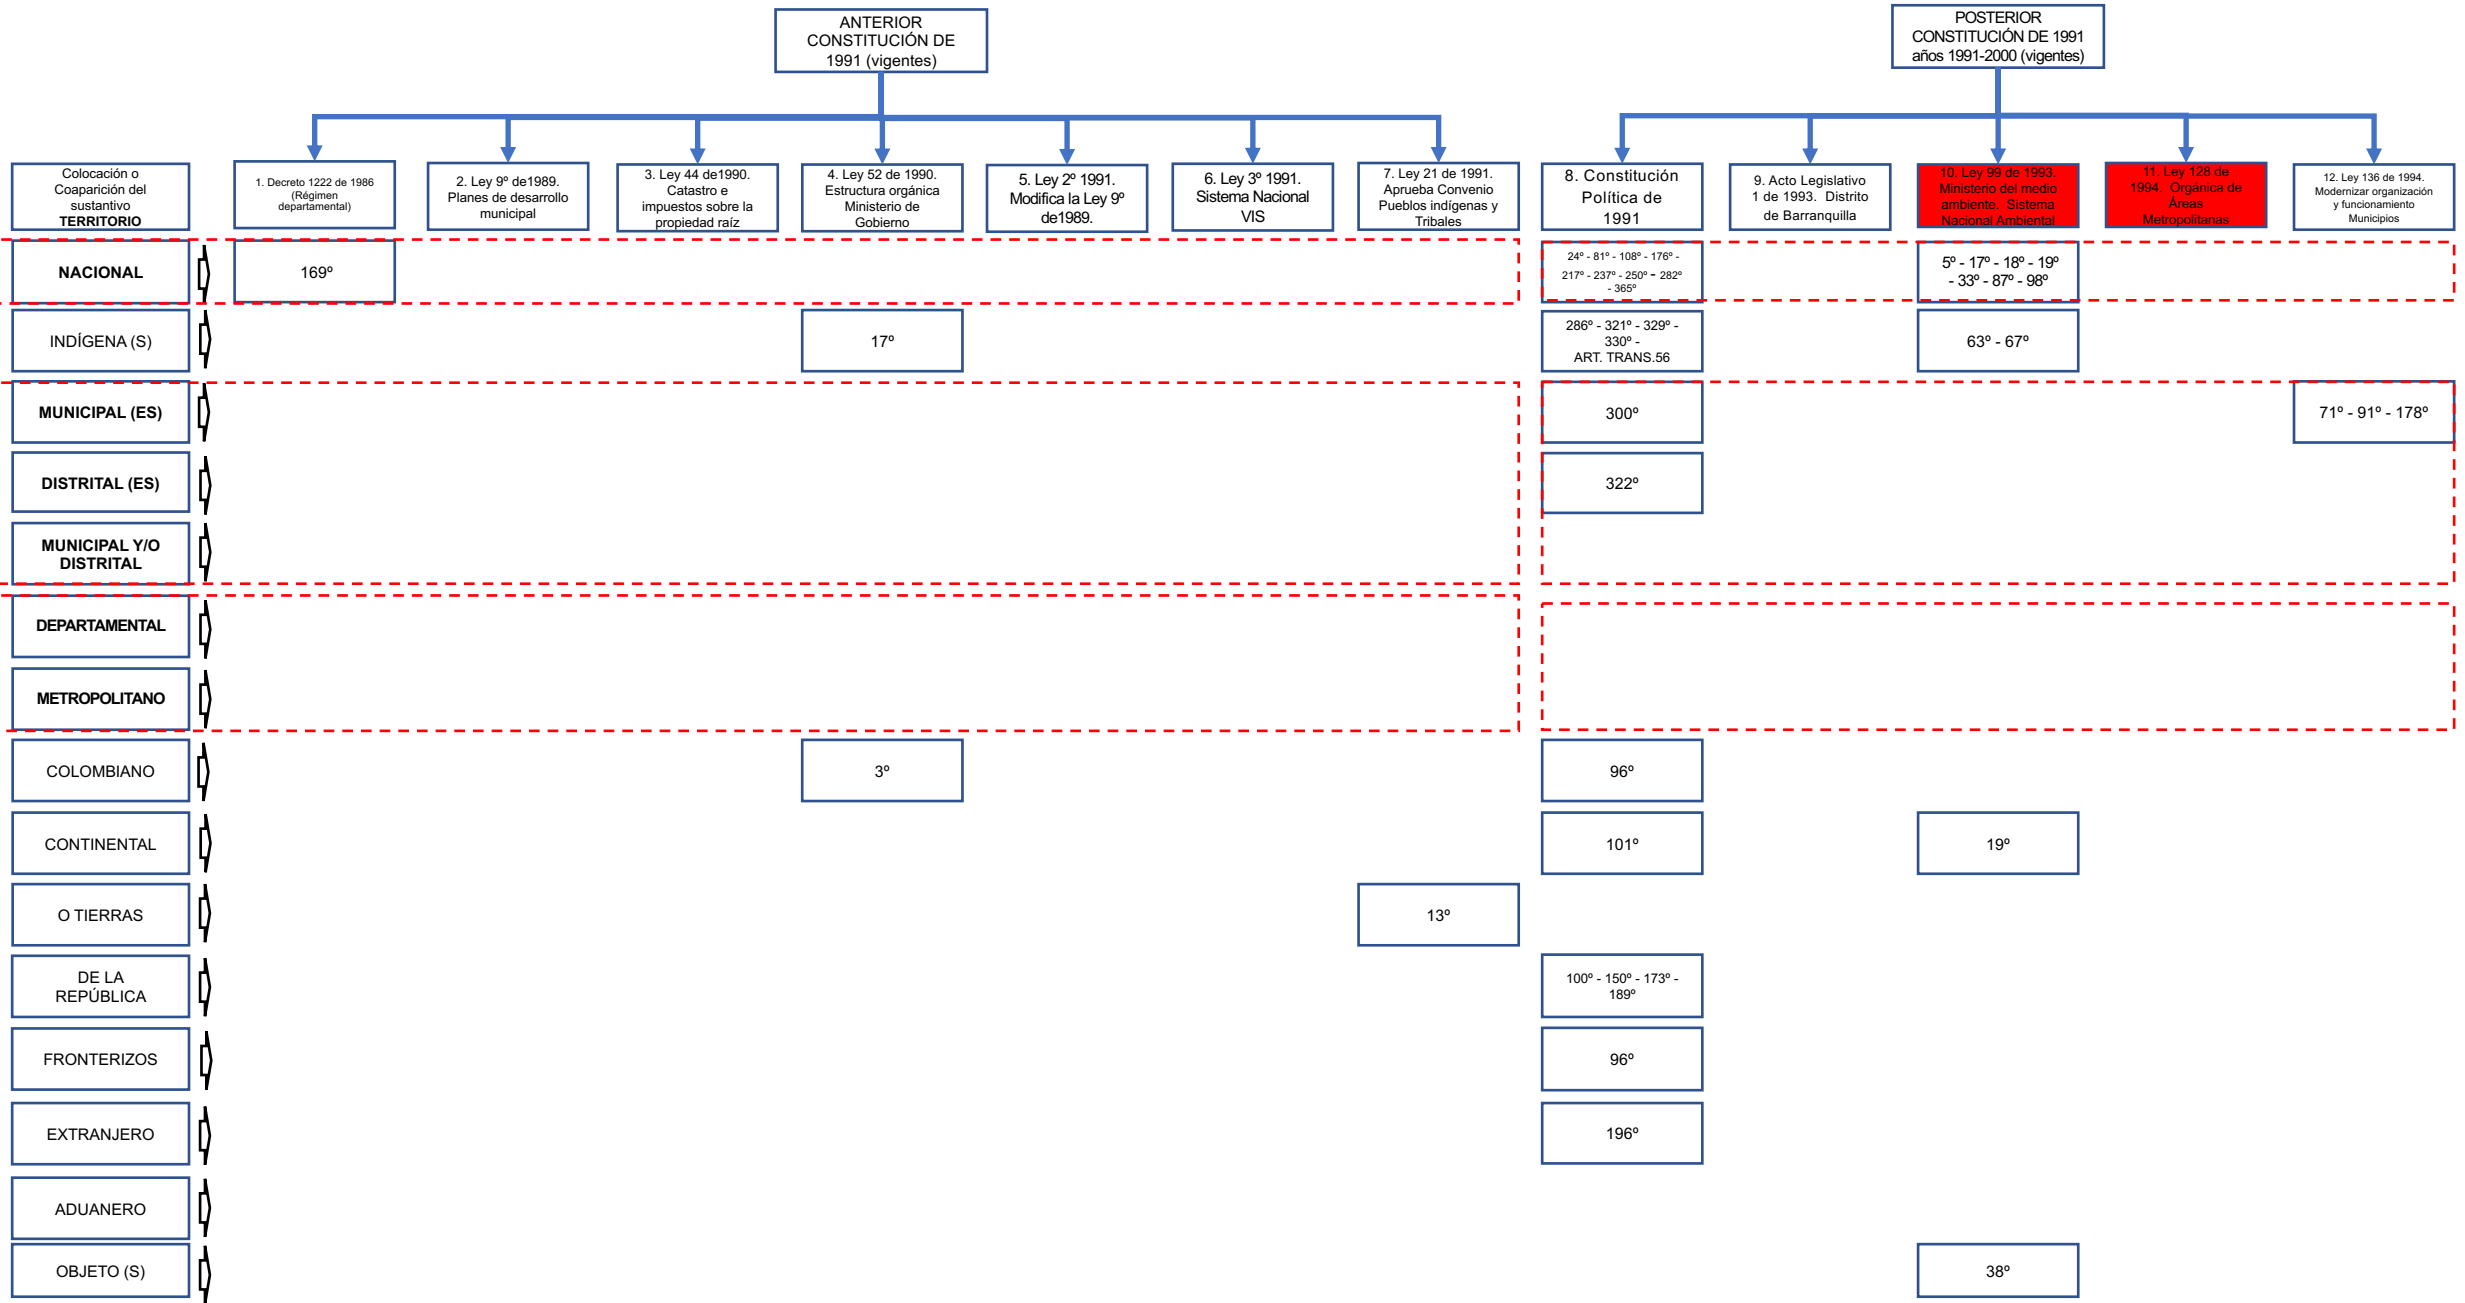 ANTERIOR
CONSTITUCIÓN DE
1991 (vigentes)
POSTERIOR
CONSTITUCIÓN DE 1991
años 1991-2000 (vigentes)
Colocación o
Coaparición del
sustantivo
TERRITORIO
1. Decreto 1222 de 1986
(Régimen
departamental)
2. Ley 9º de1989.
Planes de desarrollo
municipal
3. Ley 44 de1990.
Catastro e
impuestos sobre la
propiedad raíz
4. Ley 52 de 1990.
Estructura orgánica
Ministerio de
Gobierno
5. Ley 2º 1991.
Modifica la Ley 9º
de1989.
6. Ley 3º 1991.
Sistema Nacional
VIS
7. Ley 21 de 1991.
Aprueba Convenio
Pueblos indígenas y
Tribales
8. Constitución
Política de
1991
9. Acto Legislativo
1 de 1993. Distrito
de Barranquilla
10. Ley 99 de 1993.
Ministerio del medio
ambiente. Sistema
Nacional Ambiental
11. Ley 128 de
1994. Orgánica de
Áreas
Metropolitanas
12. Ley 136 de 1994.
Modernizar organización
y funcionamiento
Municipios
NACIONAL
169º
24º - 81º - 108º - 176º -
217º - 237º - 250º - 282º
- 365º
5º - 17º - 18º - 19º
- 33º - 87º - 98º
INDÍGENA (S)
17º
286º - 321º - 329º -
330º -
ART. TRANS.56
63º - 67º
MUNICIPAL (ES)
300º
71º - 91º - 178º
DISTRITAL (ES)
322º
MUNICIPAL Y/O
DISTRITAL
DEPARTAMENTAL
METROPOLITANO
COLOMBIANO
3º
96º
CONTINENTAL
101º
19º
O TIERRAS
13º
DE LA
REPÚBLICA
100º - 150º - 173º -
189º
FRONTERIZOS
96º
EXTRANJERO
196º
ADUANERO
OBJETO (S)
38º